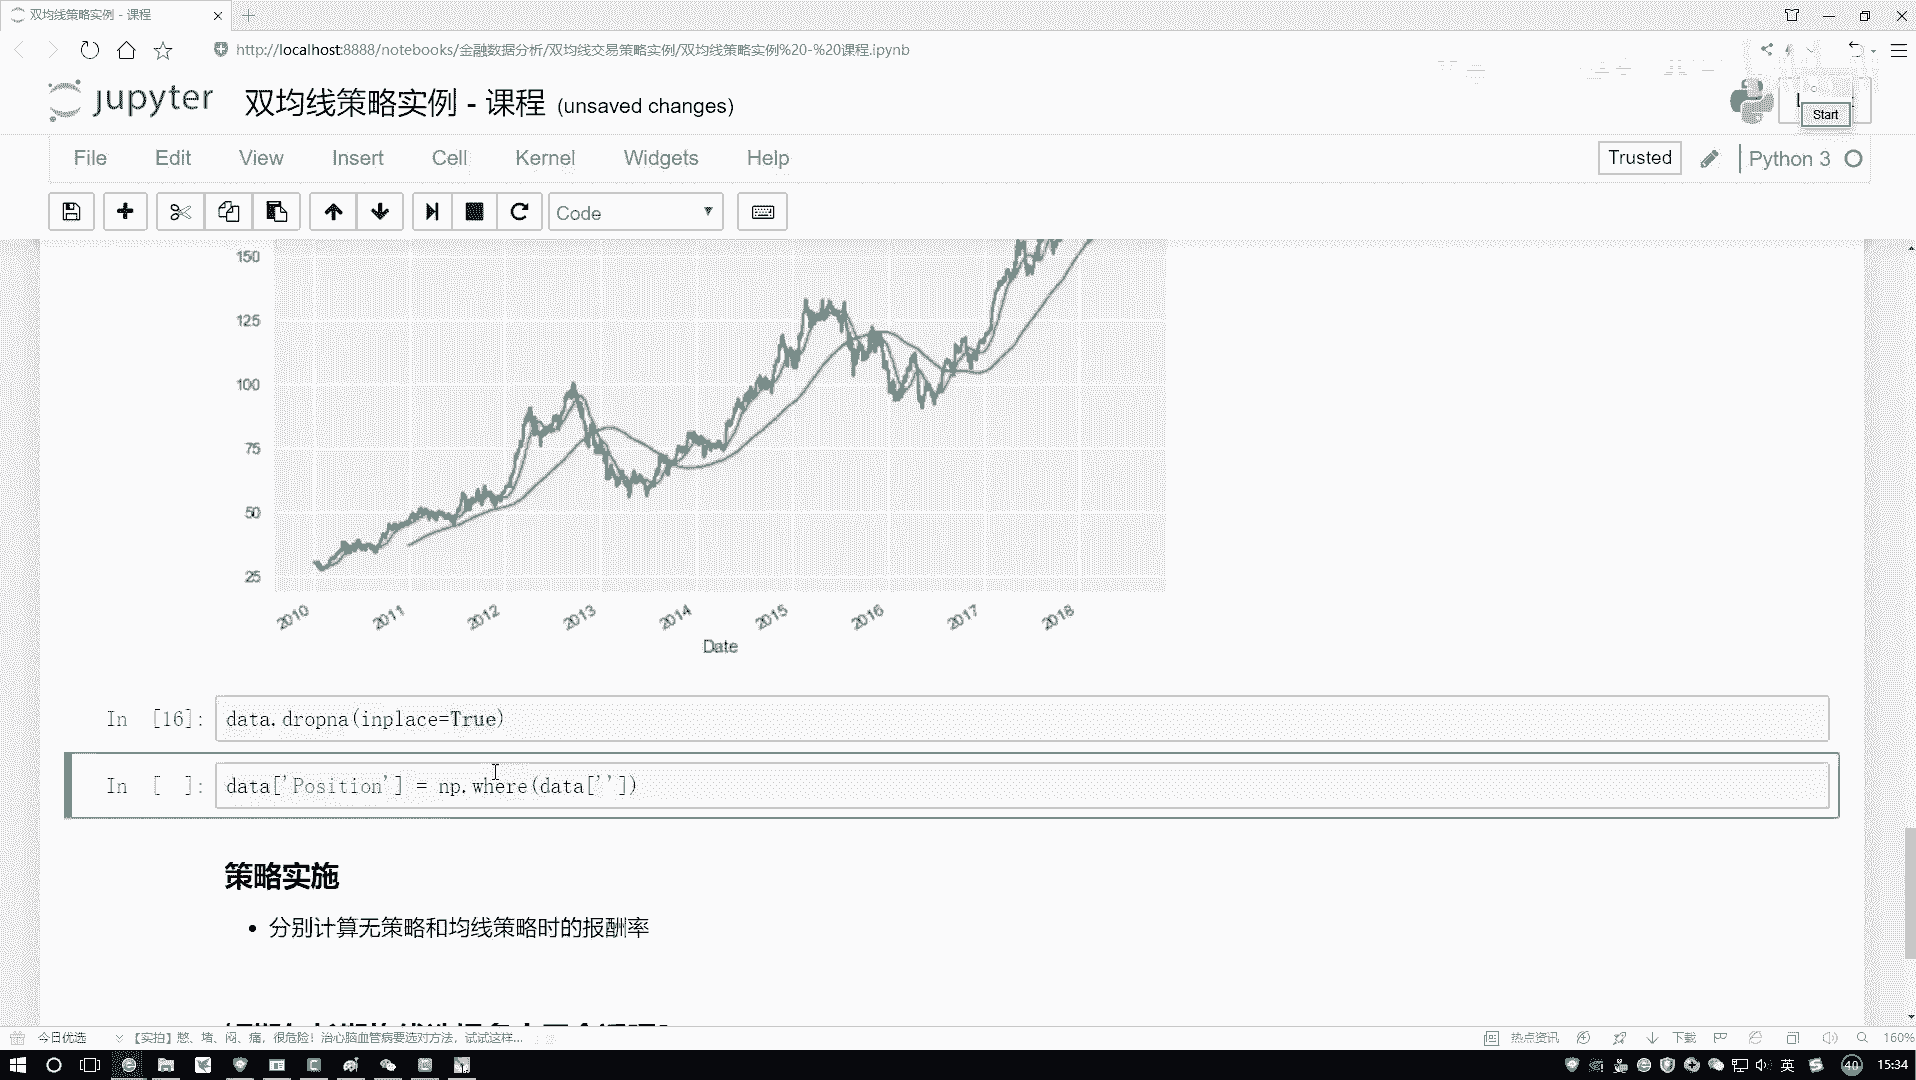 双均线策略实例 - 课程
http://localhost:8888/notebooks/金融数据分析/双均线交易策略实例/双均线策略实例%20-%20课程.ipynb
jupyter 双均线策略实例 - 课程 (unsaved changes)
Start
File Edit View Insert Cell Kernel Widgets Help
Trusted Python 3
Code
150
125
100
75
50
25
2010 2011 2012 2013 2014 2015 2016 2017 2018
Date
In [16]: data.dropna(inplace=True)
In [ ]: data['Position'] = np.where(data[''])
策略实施
分别计算无策略和均线策略时的报酬率
今日优选 【实拍】憋、堵、闷、痛，很危险！治心脑血管病要选对方法，试试这样...
热点资讯 下载 160%
英 40 15:34